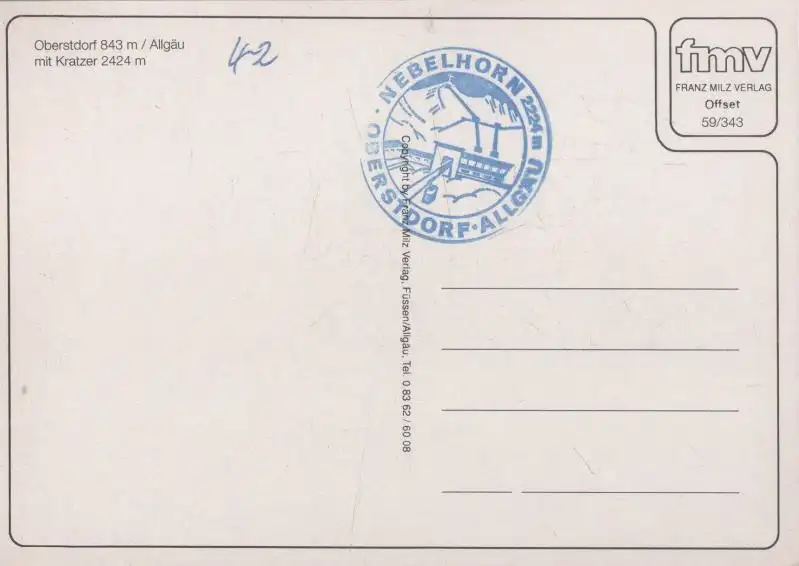 Oberstdorf 843 m / Allgäu
mit Kratzer 2424 m
42
NEBELHORN 2224 m
· OBERSTDORF · ALLGÄU
fmv
FRANZ MILZ VERLAG
Offset
59/343
Copyright by Franz Milz Verlag, Füssen/Allgäu, Tel. 0 83 62 / 60 08